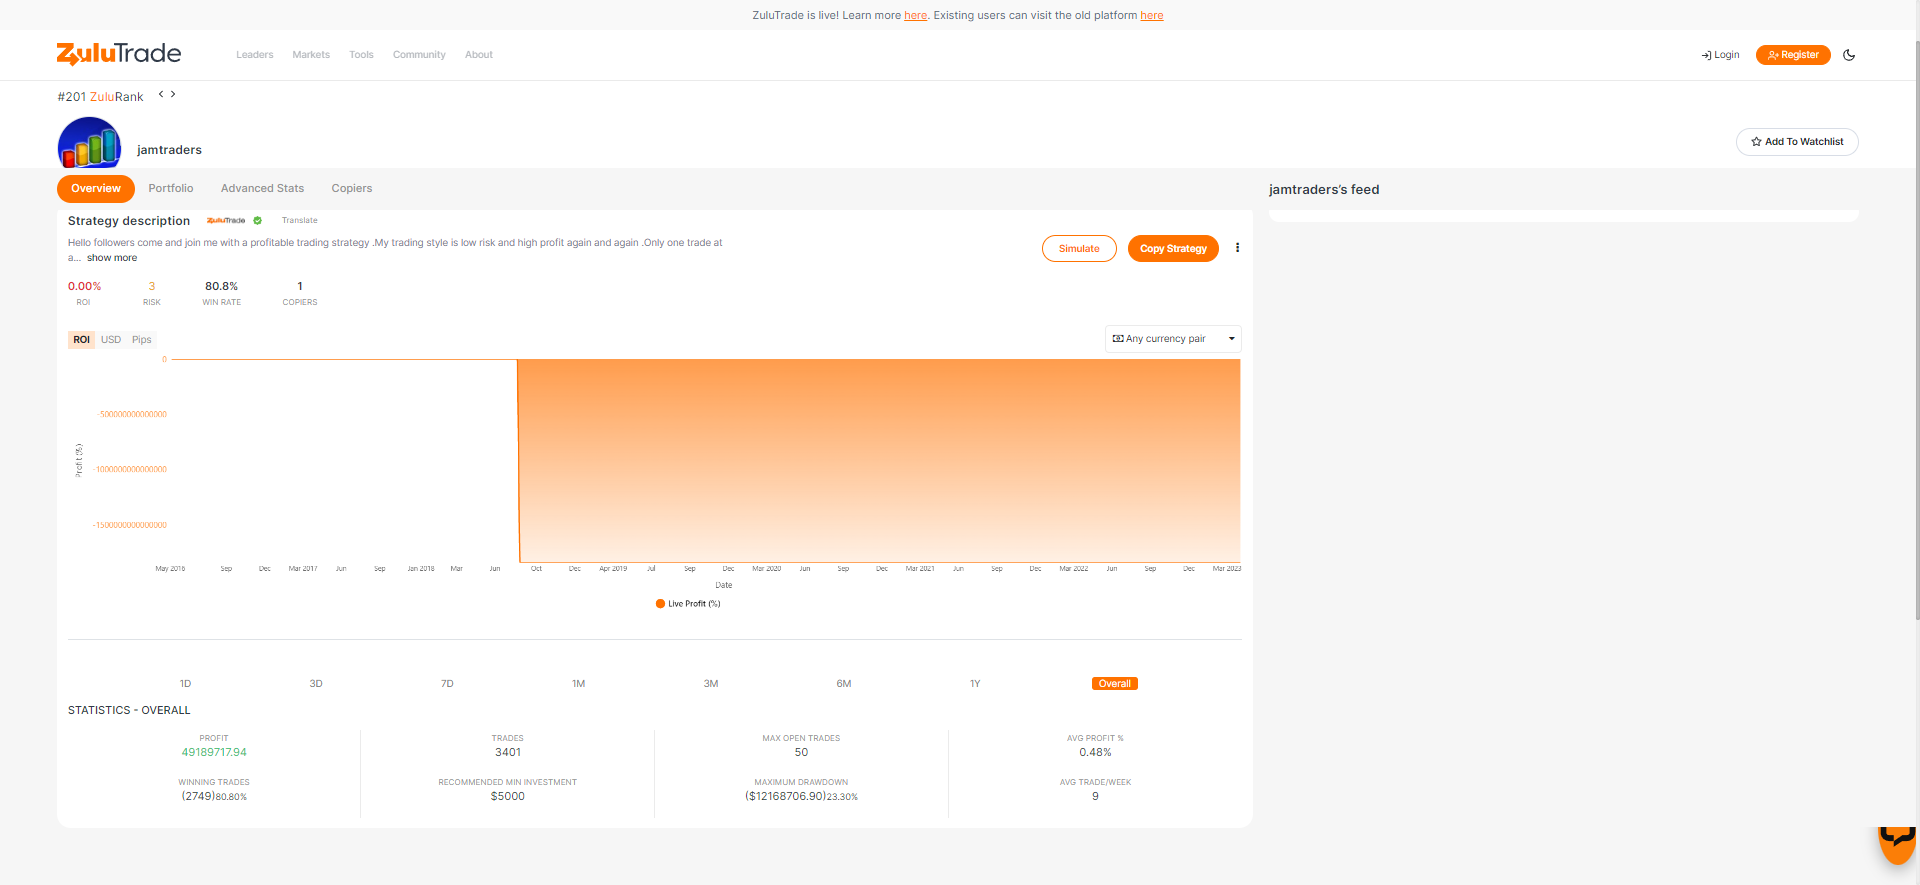 ZuluTrade is live! Learn more here. Existing users can visit the old platform here
ZuluTrade
Leaders Markets Tools Community About
Login Register
#201 ZuluRank
jamtraders
Add To Watchlist
Overview Portfolio Advanced Stats Copiers
jamtraders's feed
Strategy description ZuluTrade Translate
Hello followers come and join me with a profitable trading strategy .My trading style is low risk and high profit again and again .Only one trade at
a... show more
Simulate Copy Strategy
0.00% 3 80.8% 1
ROI RISK WIN RATE COPIERS
ROI USD Pips
Any currency pair
0
-500000000000000
-1000000000000000
-1500000000000000
Profit (%)
May 2016 Sep Dec Mar 2017 Jun Sep Jan 2018 Mar Jun Oct Dec Apr 2019 Jul Sep Dec Mar 2020 Jun Sep Dec Mar 2021 Jun Sep Dec Mar 2022 Jun Sep Dec Mar 2023
Date
Live Profit (%)
1D 3D 7D 1M 3M 6M 1Y Overall
STATISTICS - OVERALL
PROFIT TRADES MAX OPEN TRADES AVG PROFIT %
49189717.94 3401 50 0.48%
WINNING TRADES RECOMMENDED MIN INVESTMENT MAXIMUM DRAWDOWN AVG TRADE/WEEK
(2749)80.80% $5000 ($12168706.90)23.30% 9